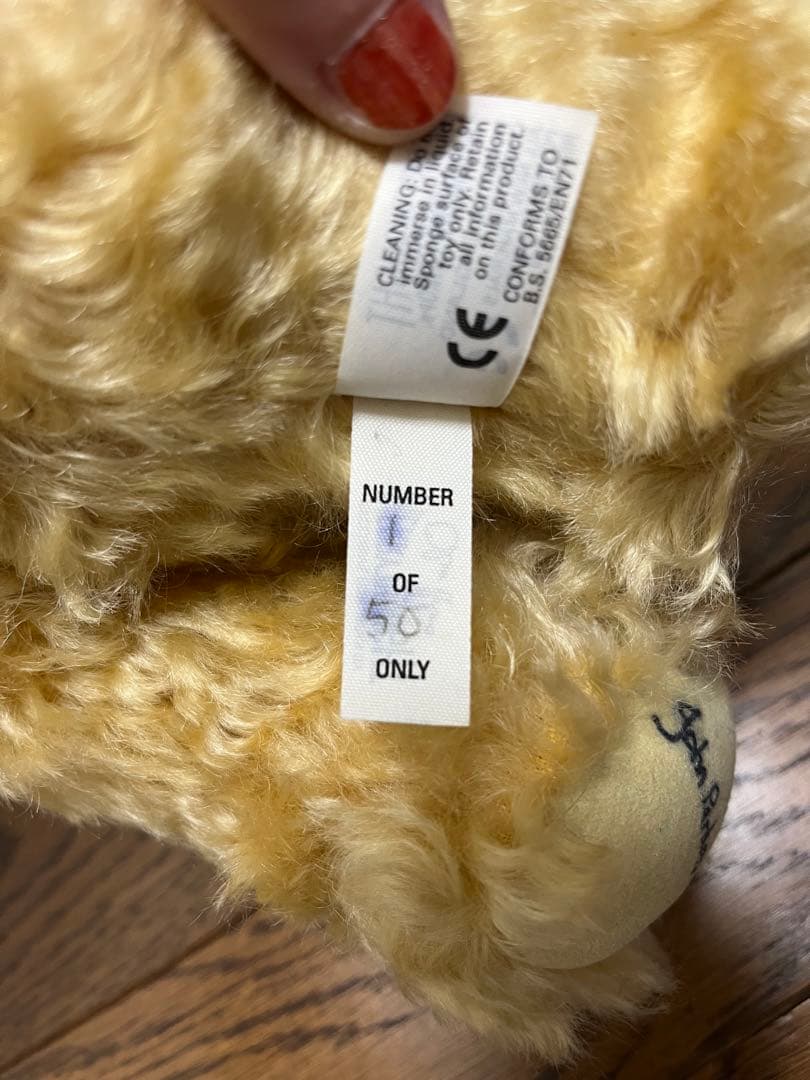 CLEANING: Do
immerse in liquid.
Sponge surface of
toy only. Retain
all information
on this product.
CONFORMS TO
B.S. 5665/EN71
CE
NUMBER
1
OF
50
ONLY
John